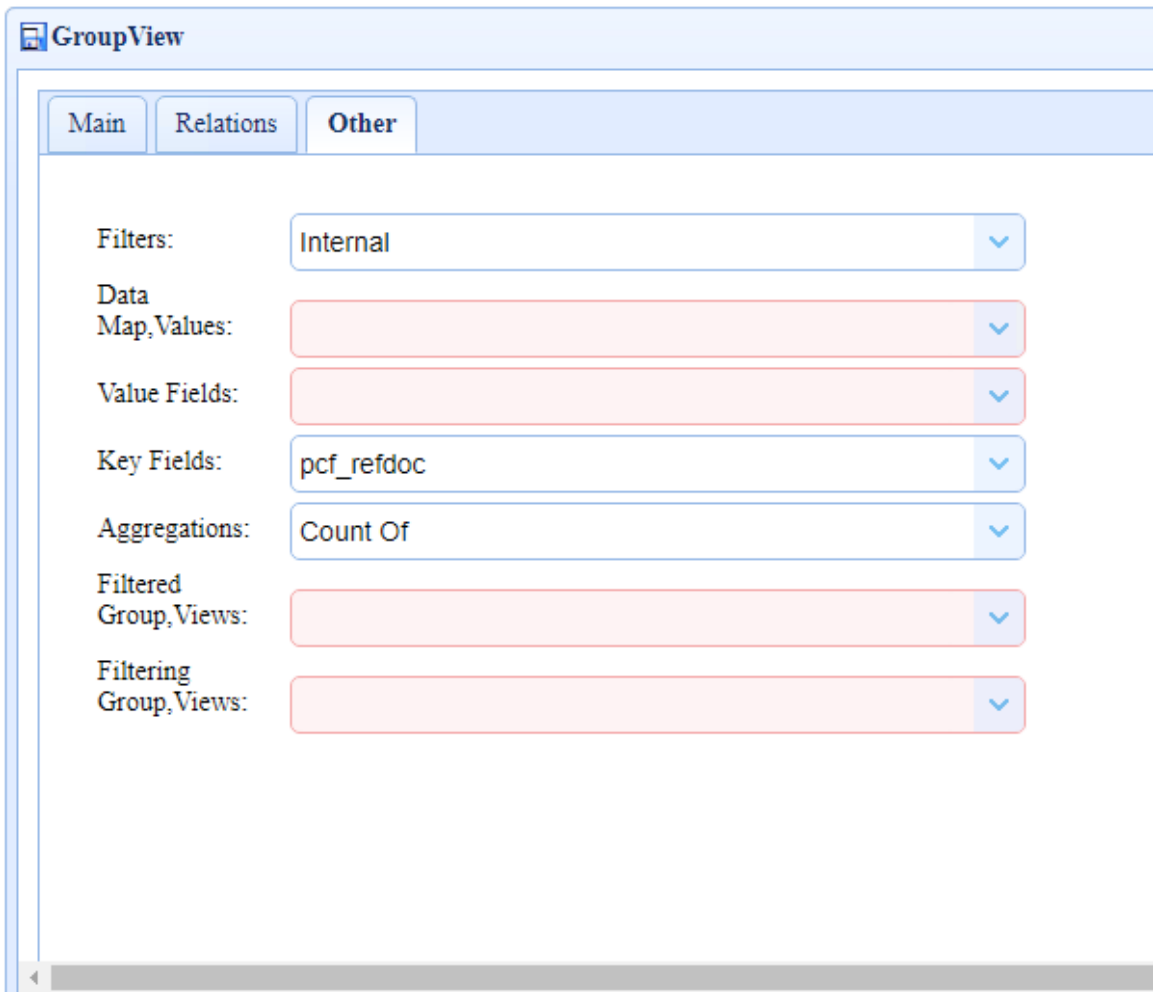 GroupView
Main Relations Other
Filters: Internal
Data
Map,Values:
Value Fields:
Key Fields: pcf_refdoc
Aggregations: Count Of
Filtered
Group,Views:
Filtering
Group,Views: